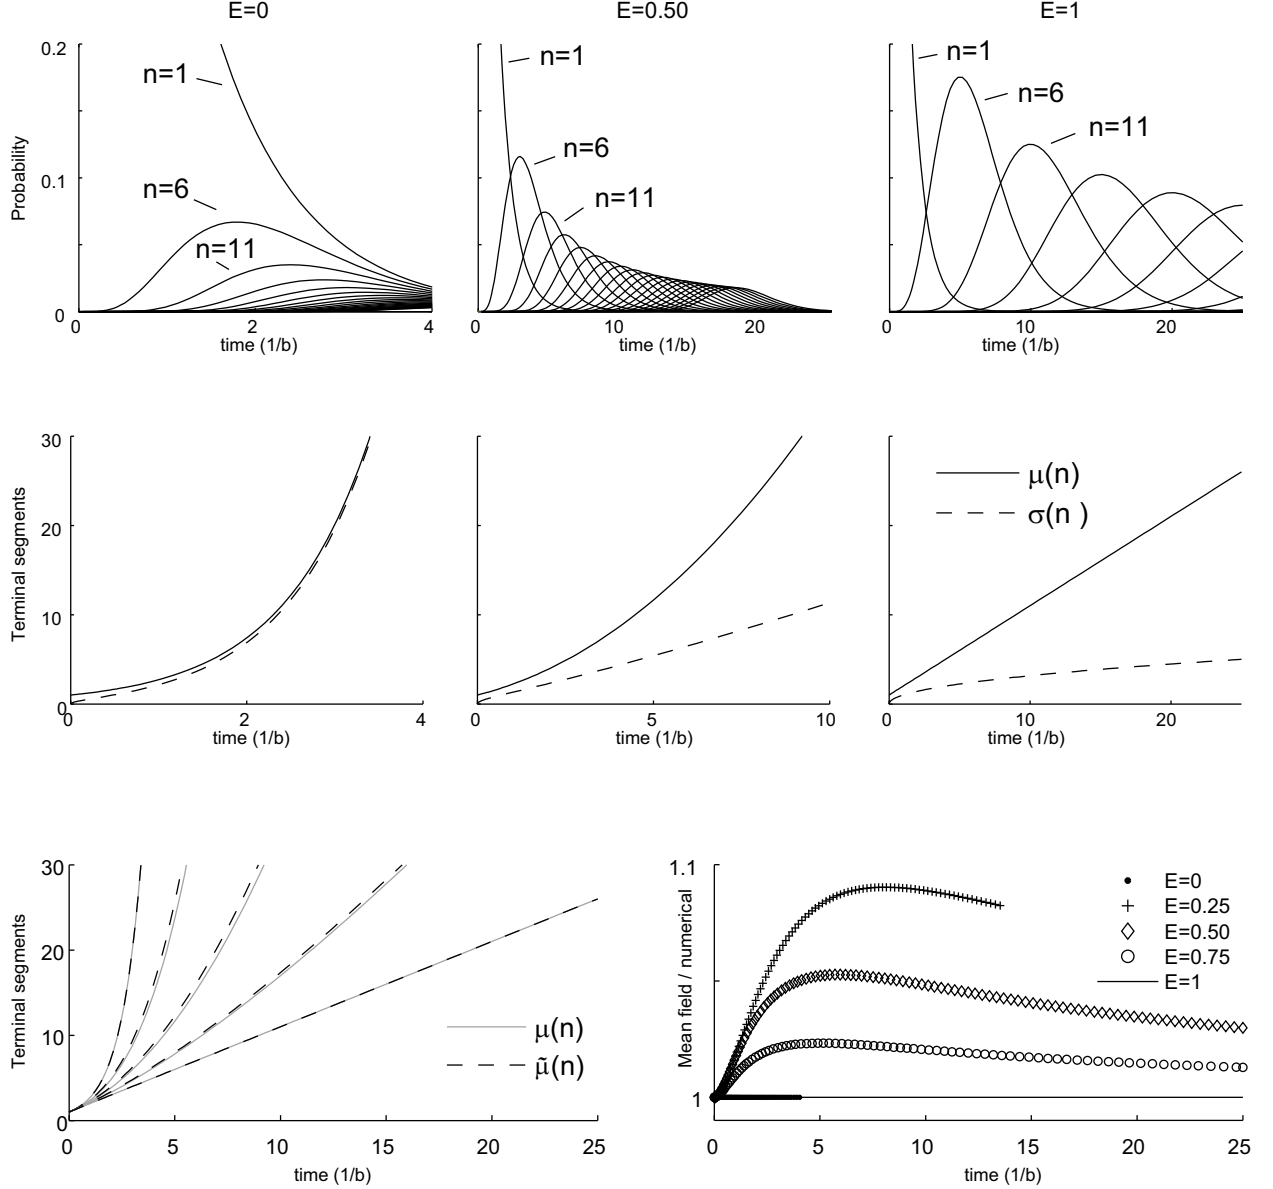 E=0
E=0.50
E=1
Probability
0.2
0.1
0
n=1
n=6
n=11
0
2
4
time (1/b)
n=1
n=6
n=11
0
10
20
time (1/b)
n=1
n=6
n=11
0
10
20
time (1/b)
Terminal segments
30
20
10
0
0
2
4
time (1/b)
0
5
10
time (1/b)
μ(n)
σ(n )
0
10
20
time (1/b)
Terminal segments
30
20
10
0
μ(n)
μ̃(n)
0
5
10
15
20
25
time (1/b)
Mean field / numerical
1.1
1
E=0
E=0.25
E=0.50
E=0.75
E=1
0
5
10
15
20
25
time (1/b)